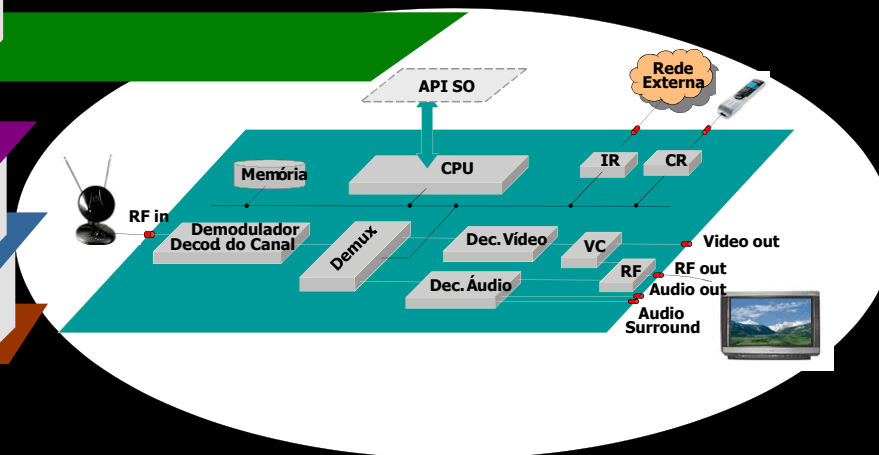 API SO
Rede
Externa
Memória
CPU
IR
CR
RF in
Demodulador
Decod. do Canal
Demux
Dec. Vídeo
VC
Video out
Dec. Áudio
RF
RF out
Audio out
Audio
Surround